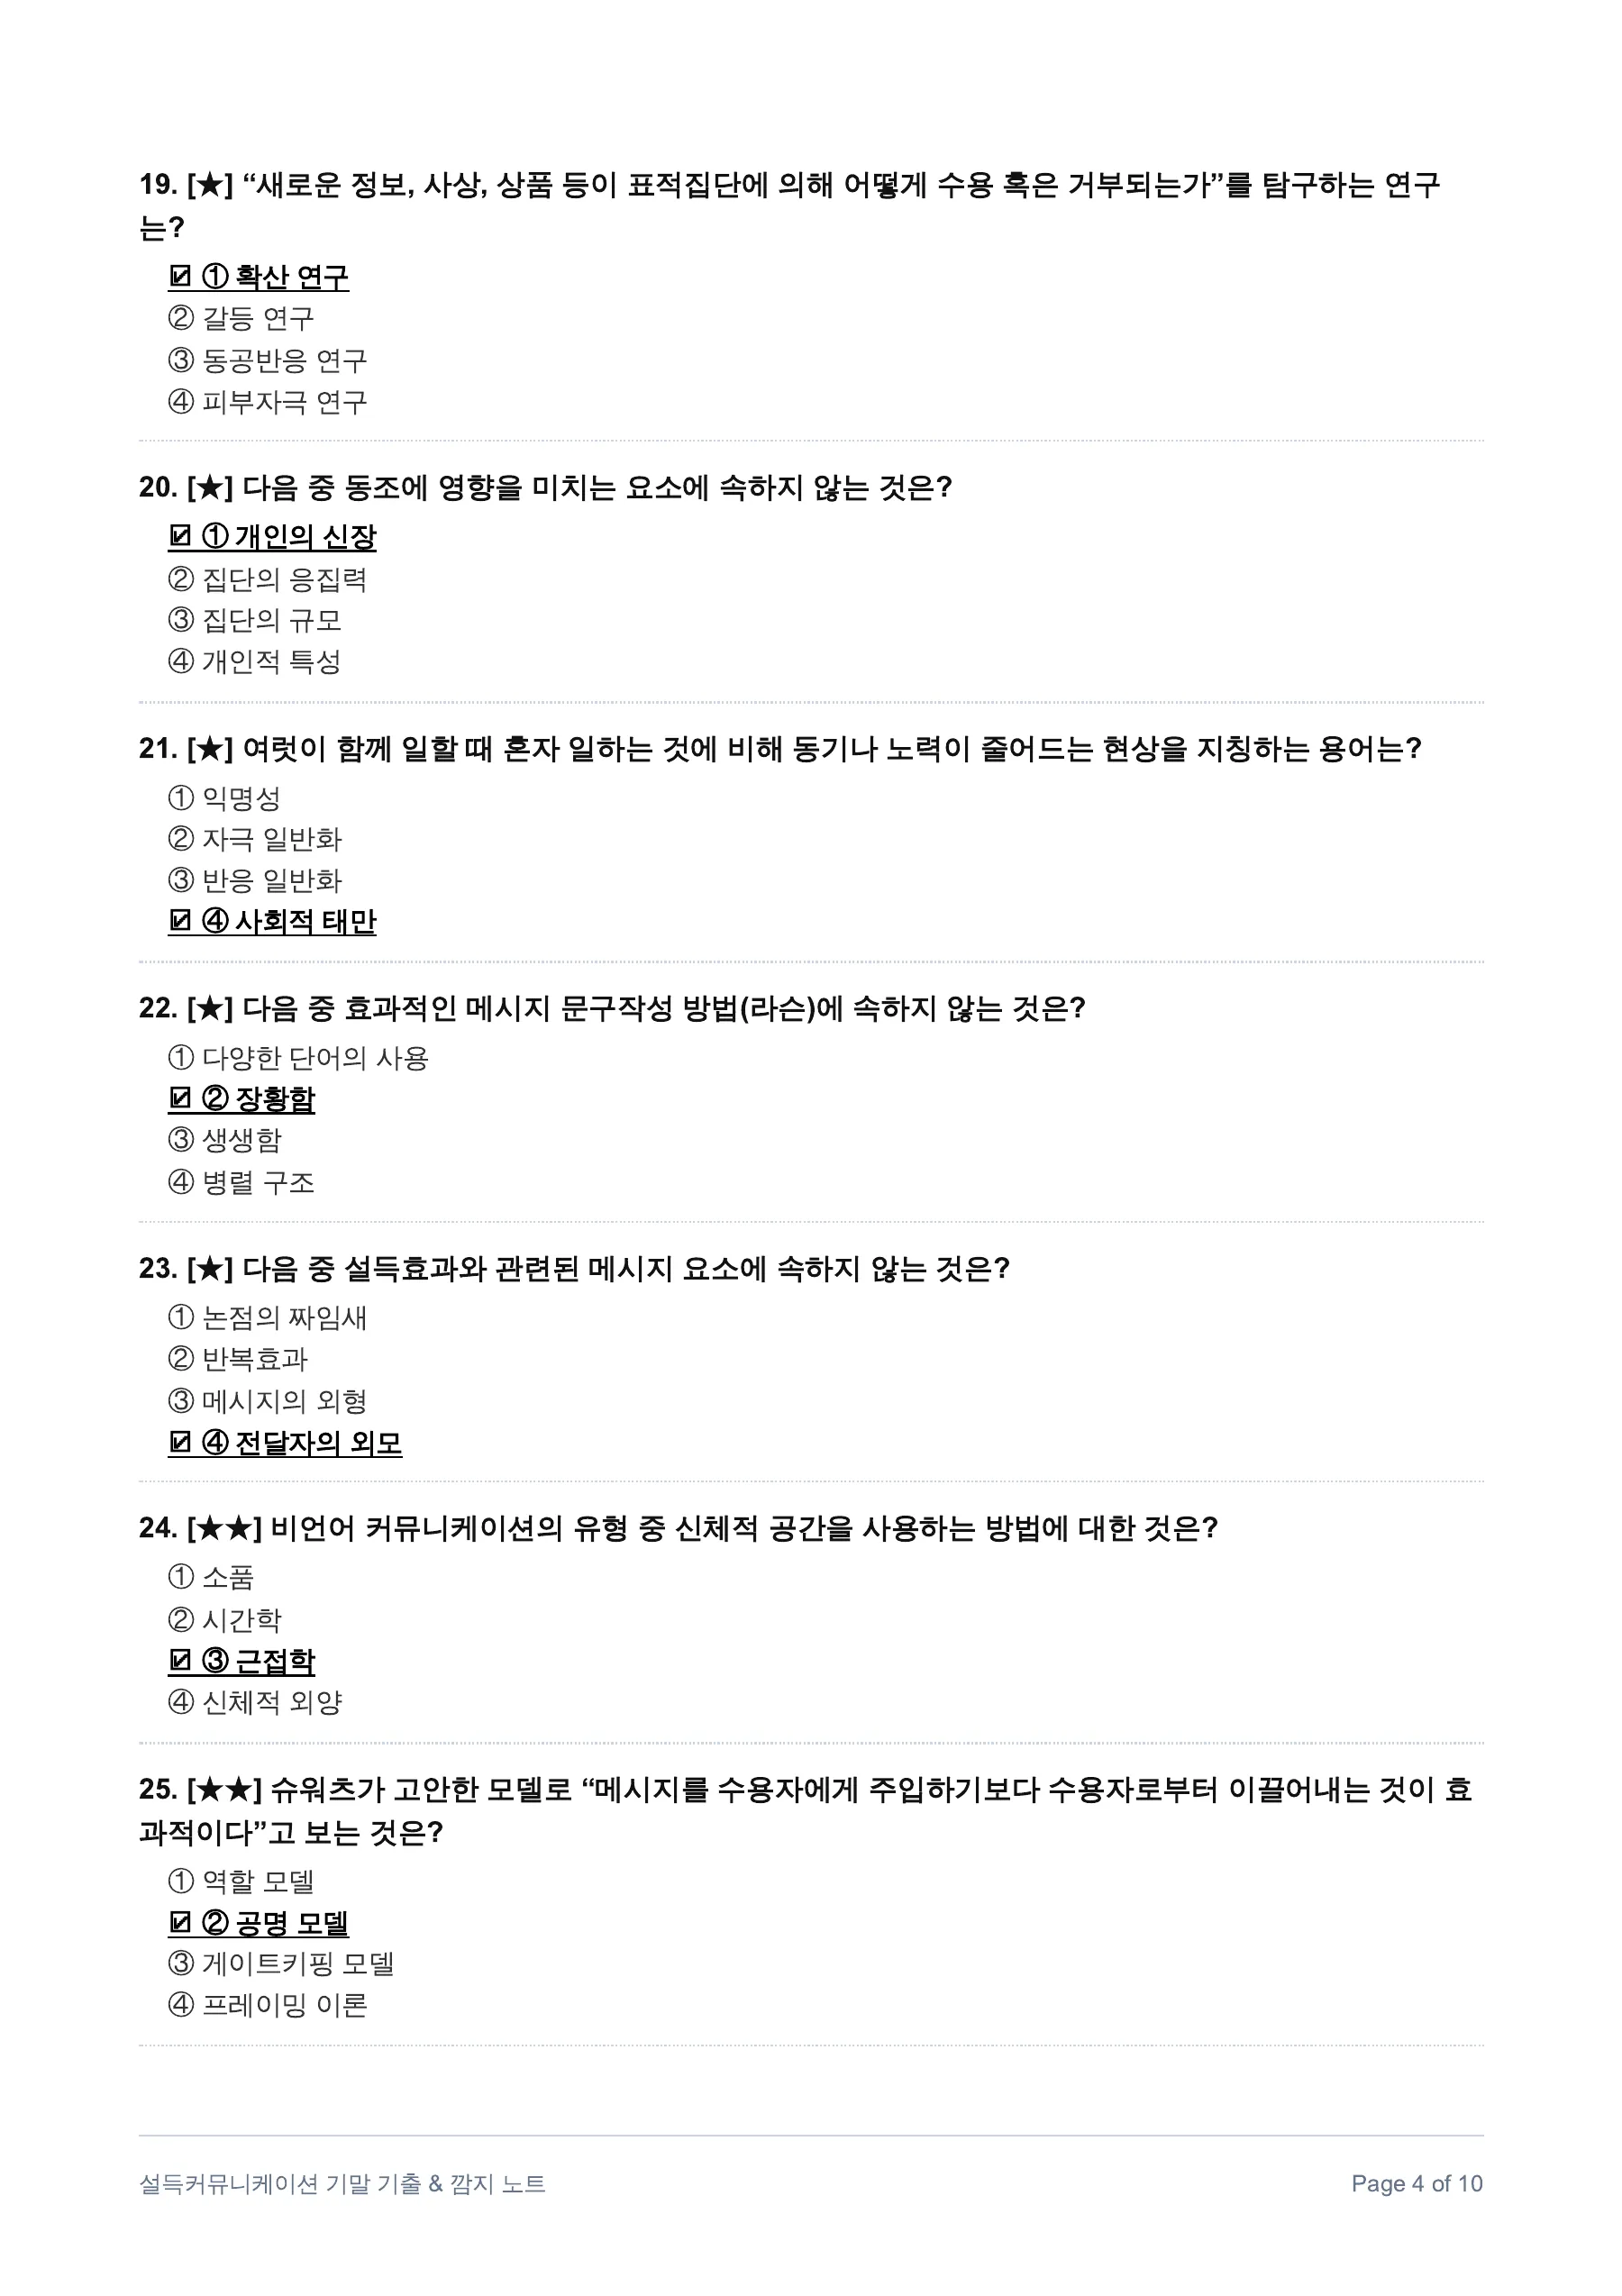 19. [★] “새로운 정보, 사상, 상품 등이 표적집단에 의해 어떻게 수용 혹은 거부되는가”를 탐구하는 연구
는?
☑ ① 확산 연구
② 갈등 연구
③ 동공반응 연구
④ 피부자극 연구
20. [★] 다음 중 동조에 영향을 미치는 요소에 속하지 않는 것은?
☑ ① 개인의 신장
② 집단의 응집력
③ 집단의 규모
④ 개인적 특성
21. [★] 여럿이 함께 일할 때 혼자 일하는 것에 비해 동기나 노력이 줄어드는 현상을 지칭하는 용어는?
① 익명성
② 자극 일반화
③ 반응 일반화
☑ ④ 사회적 태만
22. [★] 다음 중 효과적인 메시지 문구작성 방법(라슨)에 속하지 않는 것은?
① 다양한 단어의 사용
☑ ② 장황함
③ 생생함
④ 병렬 구조
23. [★] 다음 중 설득효과와 관련된 메시지 요소에 속하지 않는 것은?
① 논점의 짜임새
② 반복효과
③ 메시지의 외형
☑ ④ 전달자의 외모
24. [★★] 비언어 커뮤니케이션의 유형 중 신체적 공간을 사용하는 방법에 대한 것은?
① 소품
② 시간학
☑ ③ 근접학
④ 신체적 외양
25. [★★] 슈워츠가 고안한 모델로 “메시지를 수용자에게 주입하기보다 수용자로부터 이끌어내는 것이 효
과적이다”고 보는 것은?
① 역할 모델
☑ ② 공명 모델
③ 게이트키핑 모델
④ 프레이밍 이론
설득커뮤니케이션 기말 기출 & 깜지 노트
Page 4 of 10